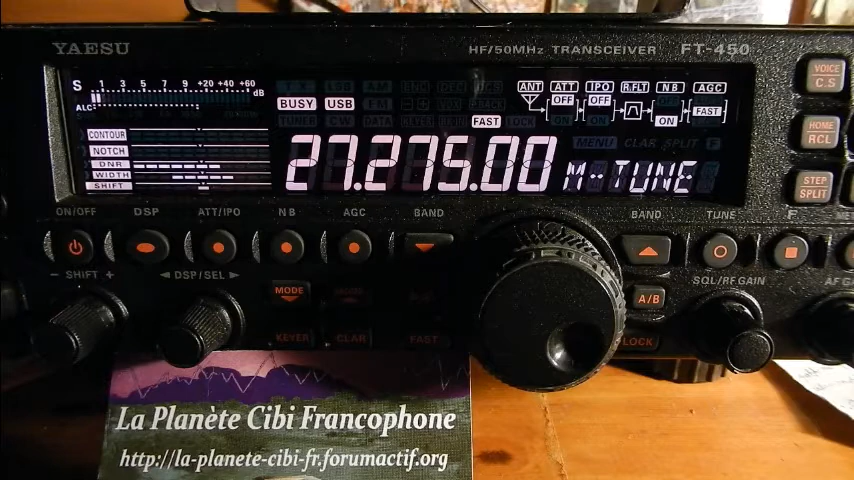 YAESU
HF/50MHz TRANSCEIVER FT-450
VOICE
C.S
S 1 3 5 7 9 +20 +40 +60 dB
ALC
BUSY USB
FAST LOCK
ANT ATT IPO R.FLT NB AGC
OFF OFF
ON FAST
TUNER CW DATA
MENU CLAR SPLIT F
HOME
RCL
CONTOUR
NOTCH
DNR
WIDTH
SHIFT
27.275.00 M-TUNE
STEP
SPLIT
ON/OFF DSP ATT/IPO NB AGC BAND
BAND TUNE F
- SHIFT + DSP/SEL
MODE
A/B
SQL/RF GAIN
KEYER CLAR FAST
LOCK
La Planète Cibi Francophone
http://la-planete-cibi-fr.forumactif.org